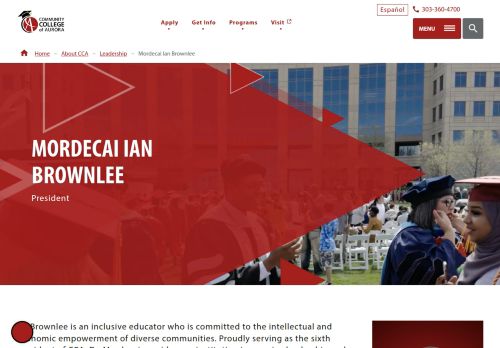 Español
303-360-4700
COMMUNITY
COLLEGE
of AURORA
Apply
Get Info
Programs
Visit
MENU
Home - About CCA - Leadership - Mordecai Ian Brownlee
MORDECAI IAN
BROWNLEE
President
Brownlee is an inclusive educator who is committed to the intellectual and
nomic empowerment of diverse communities. Proudly serving as the sixth